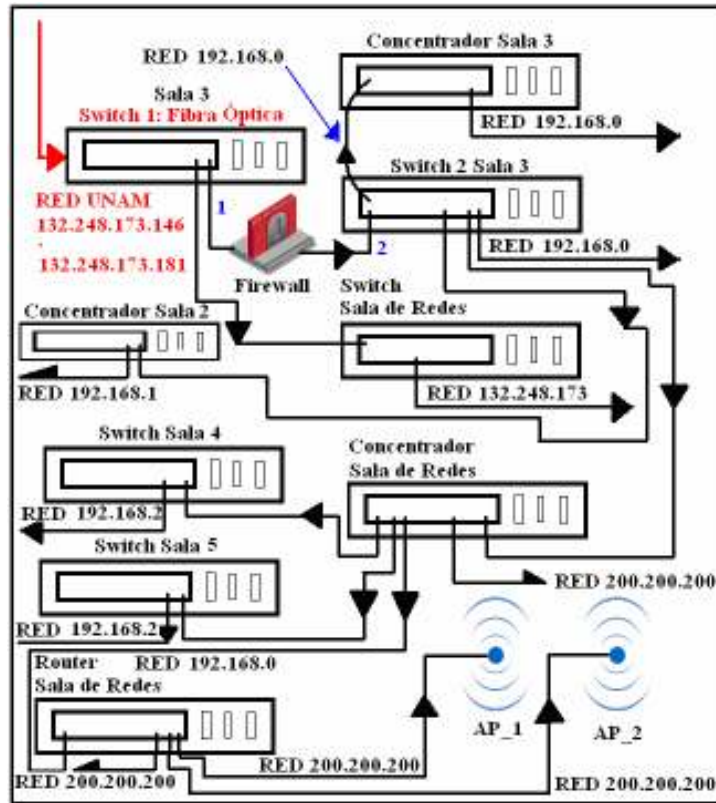 Concentrador Sala 3
RED 192.168.0
Sala 3
Switch 1: Fibra Óptica
RED 192.168.0
Switch 2 Sala 3
RED UNAM
132.248.173.146
.
132.248.173.181
1
2
RED 192.168.0
Firewall
Switch
Sala de Redes
Concentrador Sala 2
RED 192.168.1
RED 132.248.173
Switch Sala 4
Concentrador
Sala de Redes
RED 192.168.2
Switch Sala 5
RED 200.200.200
RED 192.168.2
Router
RED 192.168.0
Sala de Redes
AP_1
AP_2
RED 200.200.200
RED 200.200.200
RED 200.200.200